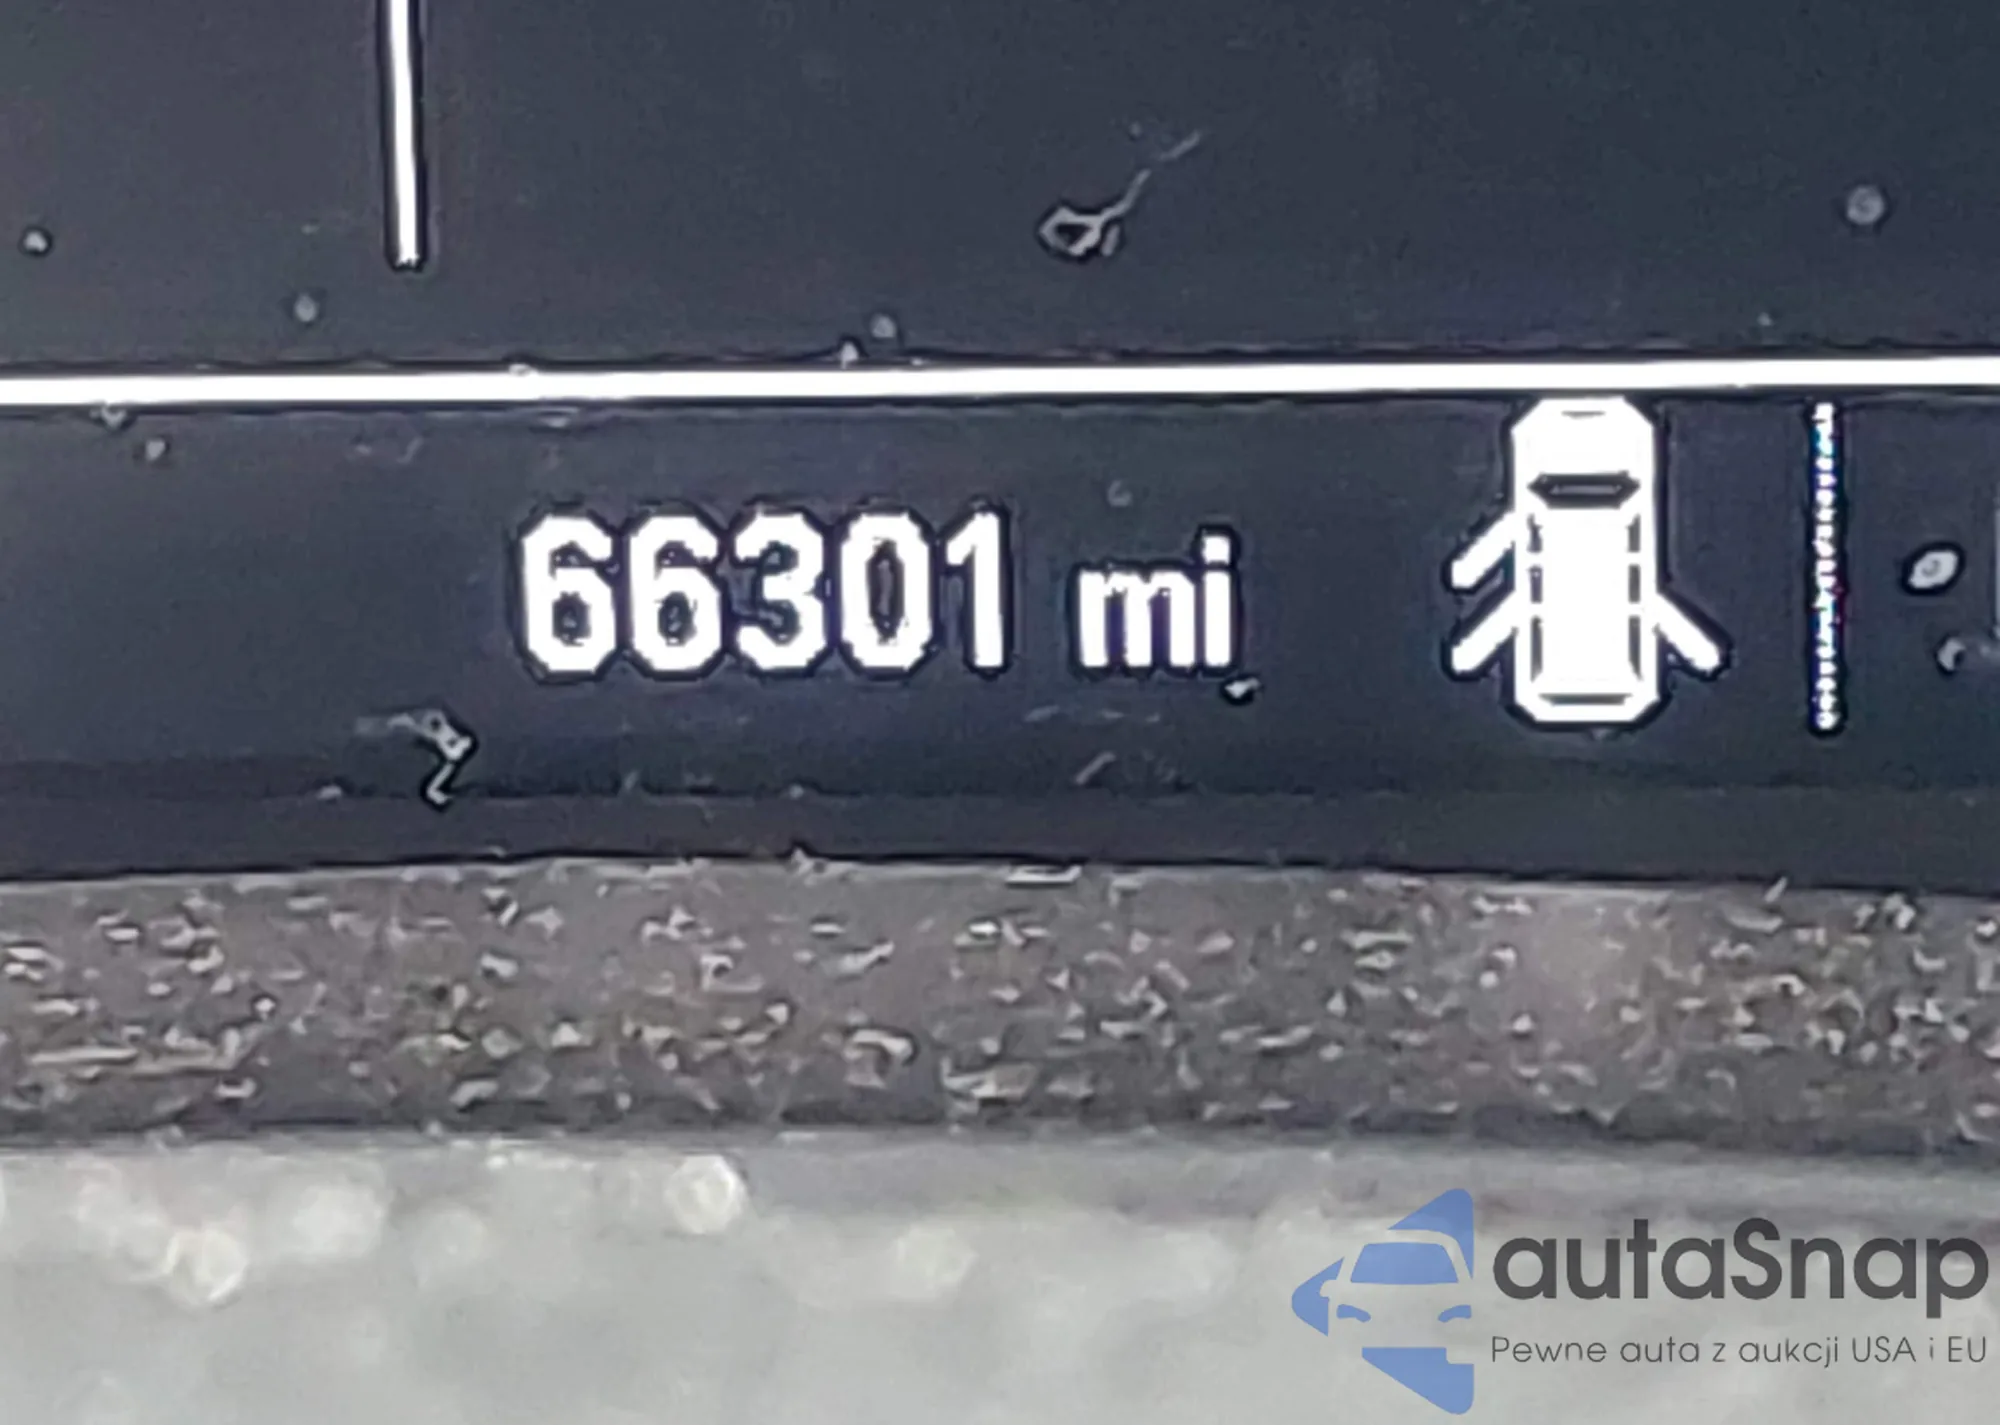 66301 mi
autaSnap
Pewne auta z aukcji USA i EU